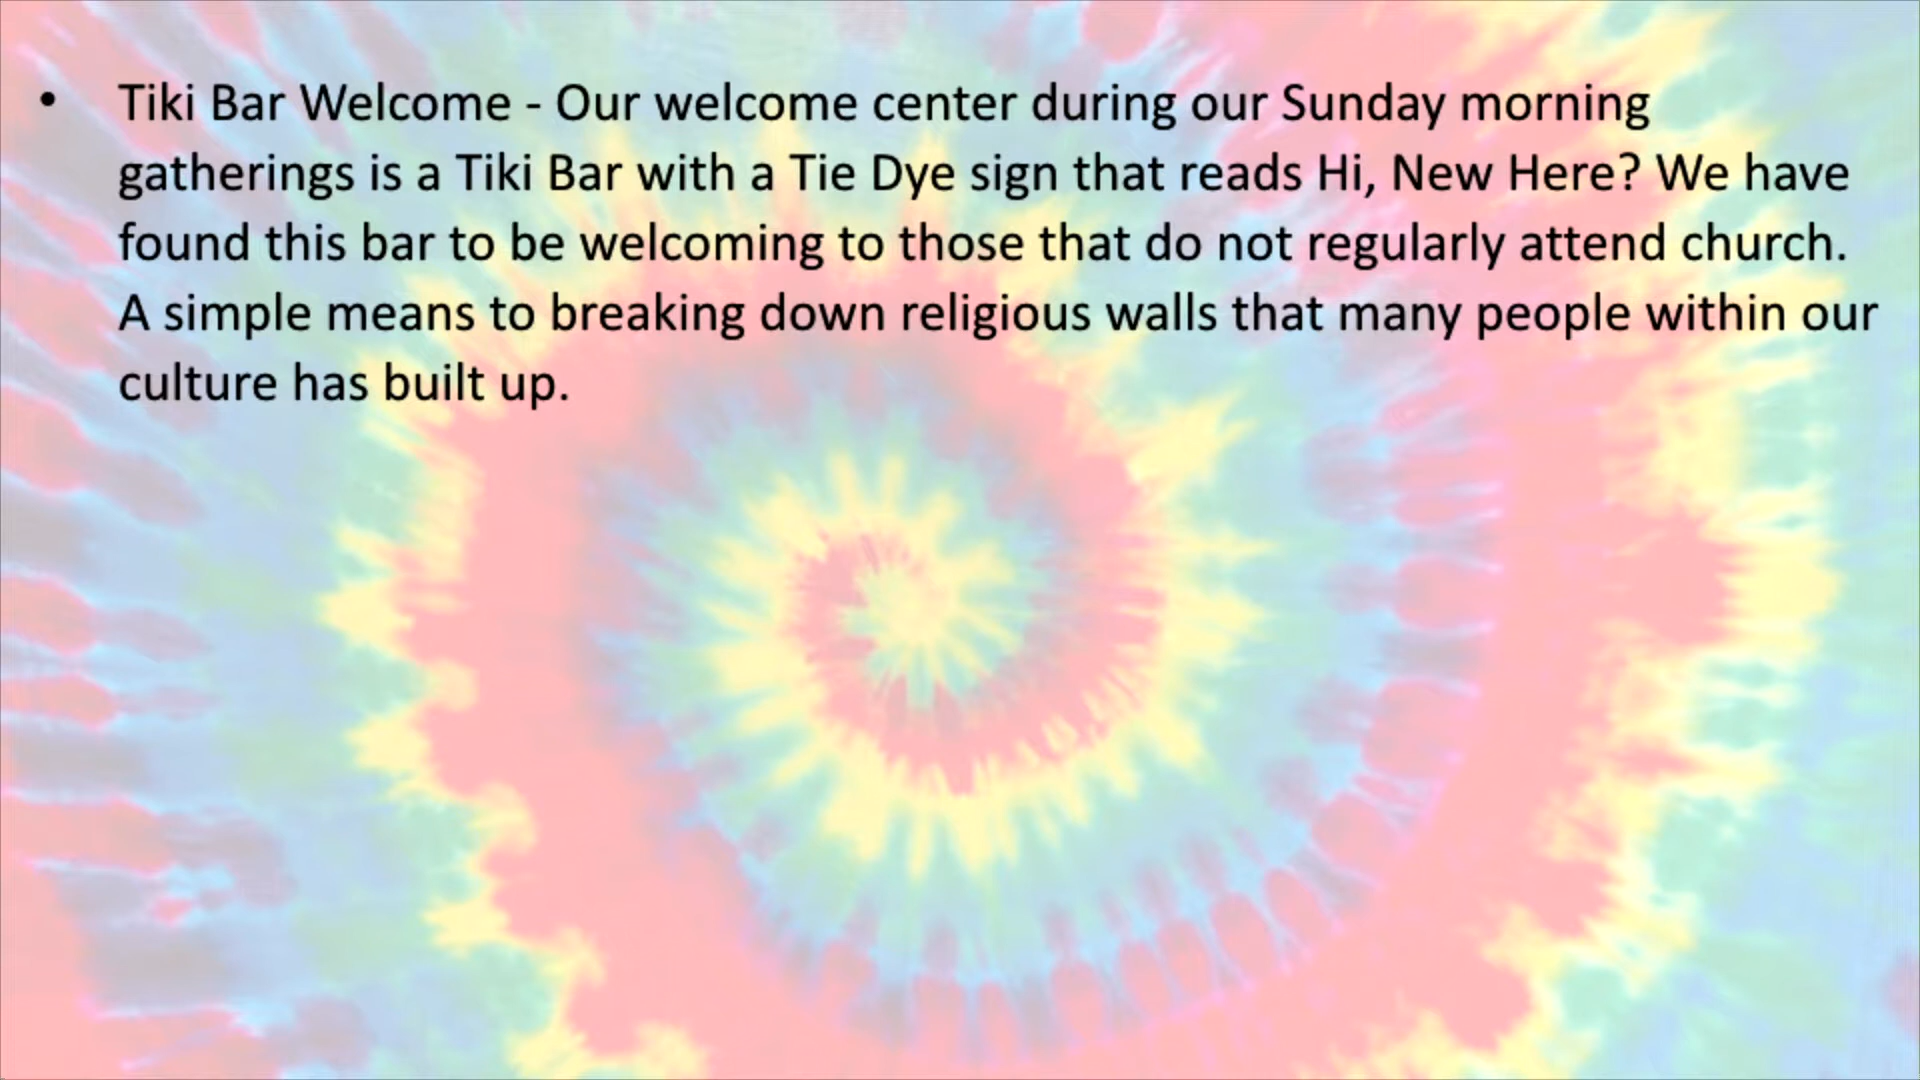 • Tiki Bar Welcome - Our welcome center during our Sunday morning
gatherings is a Tiki Bar with a Tie Dye sign that reads Hi, New Here? We have
found this bar to be welcoming to those that do not regularly attend church.
A simple means to breaking down religious walls that many people within our
culture has built up.